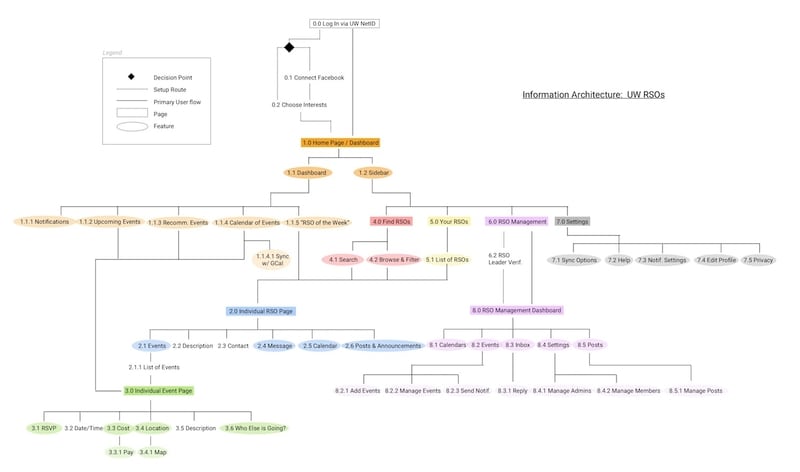 0.0 Log In via UW NetID
Legend
Decision Point
Setup Route
Primary User flow
Page
Feature
0.1 Connect Facebook
0.2 Choose Interests
Information Architecture: UW RSOs
1.0 Home Page / Dashboard
1.1 Dashboard
1.2 Sidebar
1.1.1 Notifications
1.1.2 Upcoming Events
1.1.3 Recomm. Events
1.1.4 Calendar of Events
1.1.5 "RSO of the Week"
4.0 Find RSOs
5.0 Your RSOs
6.0 RSO Management
7.0 Settings
1.1.4.1 Sync
w/ GCal
4.1 Search
4.2 Browse & Filter
5.1 List of RSOs
6.2 RSO
Leader Verif.
7.1 Sync Options
7.2 Help
7.3 Notif. Settings
7.4 Edit Profile
7.5 Privacy
2.0 Individual RSO Page
8.0 RSO Management Dashboard
2.1 Events
2.2 Description
2.3 Contact
2.4 Message
2.5 Calendar
2.6 Posts & Announcements
8.1 Calendars
8.2 Events
8.3 Inbox
8.4 Settings
8.5 Posts
2.1.1 List of Events
3.0 Individual Event Page
8.2.1 Add Events
8.2.2 Manage Events
8.2.3 Send Notif.
8.3.1 Reply
8.4.1 Manage Admins
8.4.2 Manage Members
8.5.1 Manage Posts
3.1 RSVP
3.2 Date/Time
3.3 Cost
3.4 Location
3.5 Description
3.6 Who Else is Going?
3.3.1 Pay
3.4.1 Map